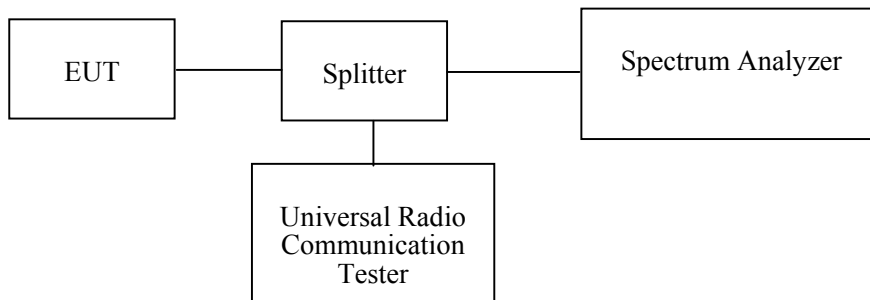 EUT
Splitter
Spectrum Analyzer
Universal Radio
Communication
Tester